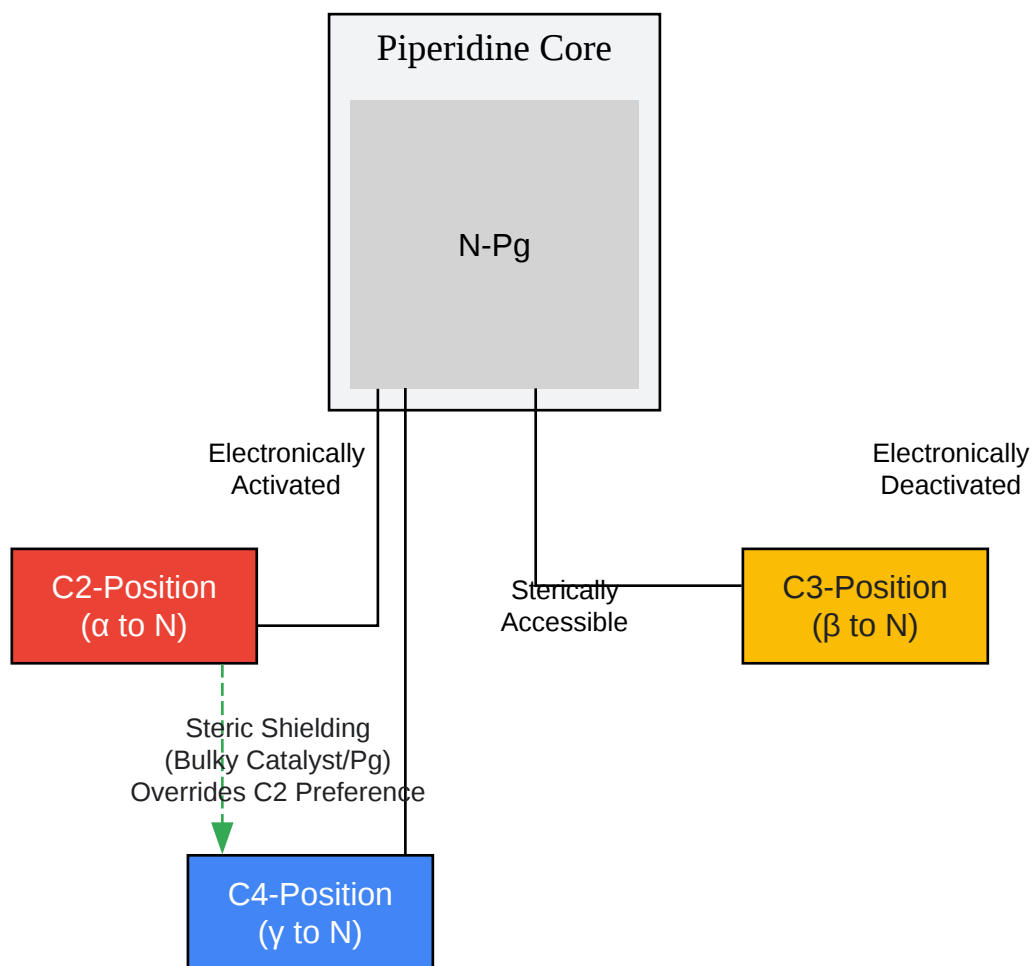 Piperidine Core
N-Pg
Electronically
Activated
Electronically
Deactivated
C2-Position
(α to N)
Sterically
Accessible
C3-Position
(β to N)
Steric Shielding
(Bulky Catalyst/Pg)
Overrides C2 Preference
C4-Position
(γ to N)